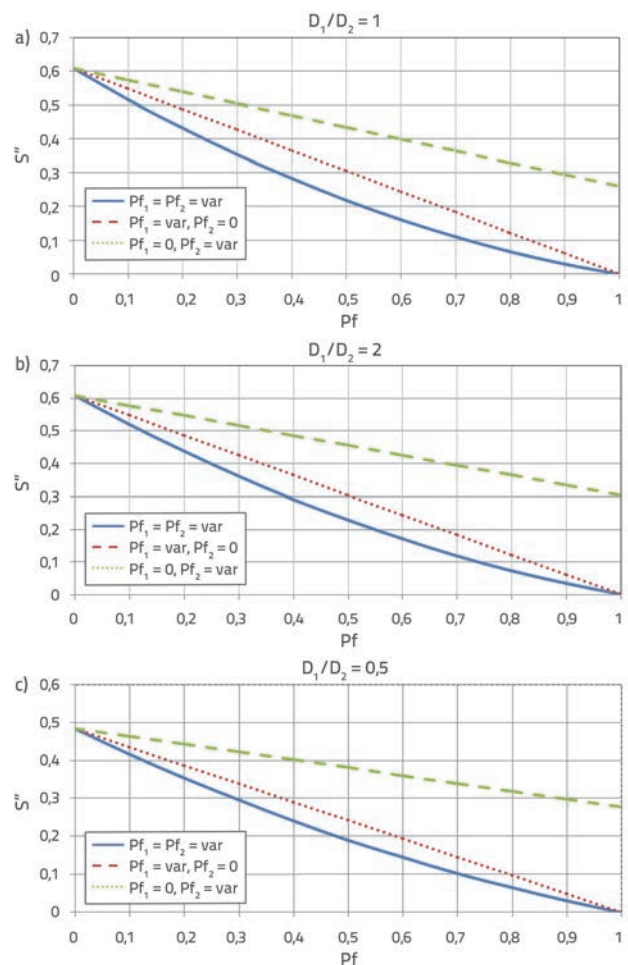 a)
D₁/D₂ = 1
0,7
0,6
0,5
0,4
0,3
0,2
0,1
0
S″
Pf₁ = Pf₂ = var
Pf₁ = var, Pf₂ = 0
Pf₁ = 0, Pf₂ = var
0 0,1 0,2 0,3 0,4 0,5 0,6 0,7 0,8 0,9 1
Pf
b)
D₁/D₂ = 2
0,7
0,6
0,5
0,4
0,3
0,2
0,1
0
S″
Pf₁ = Pf₂ = var
Pf₁ = var, Pf₂ = 0
Pf₁ = 0, Pf₂ = var
0 0,1 0,2 0,3 0,4 0,5 0,6 0,7 0,8 0,9 1
Pf
c)
D₁/D₂ = 0,5
0,6
0,5
0,4
0,3
0,2
0,1
0
S″
Pf₁ = Pf₂ = var
Pf₁ = var, Pf₂ = 0
Pf₁ = 0, Pf₂ = var
0 0,1 0,2 0,3 0,4 0,5 0,6 0,7 0,8 0,9 1
Pf